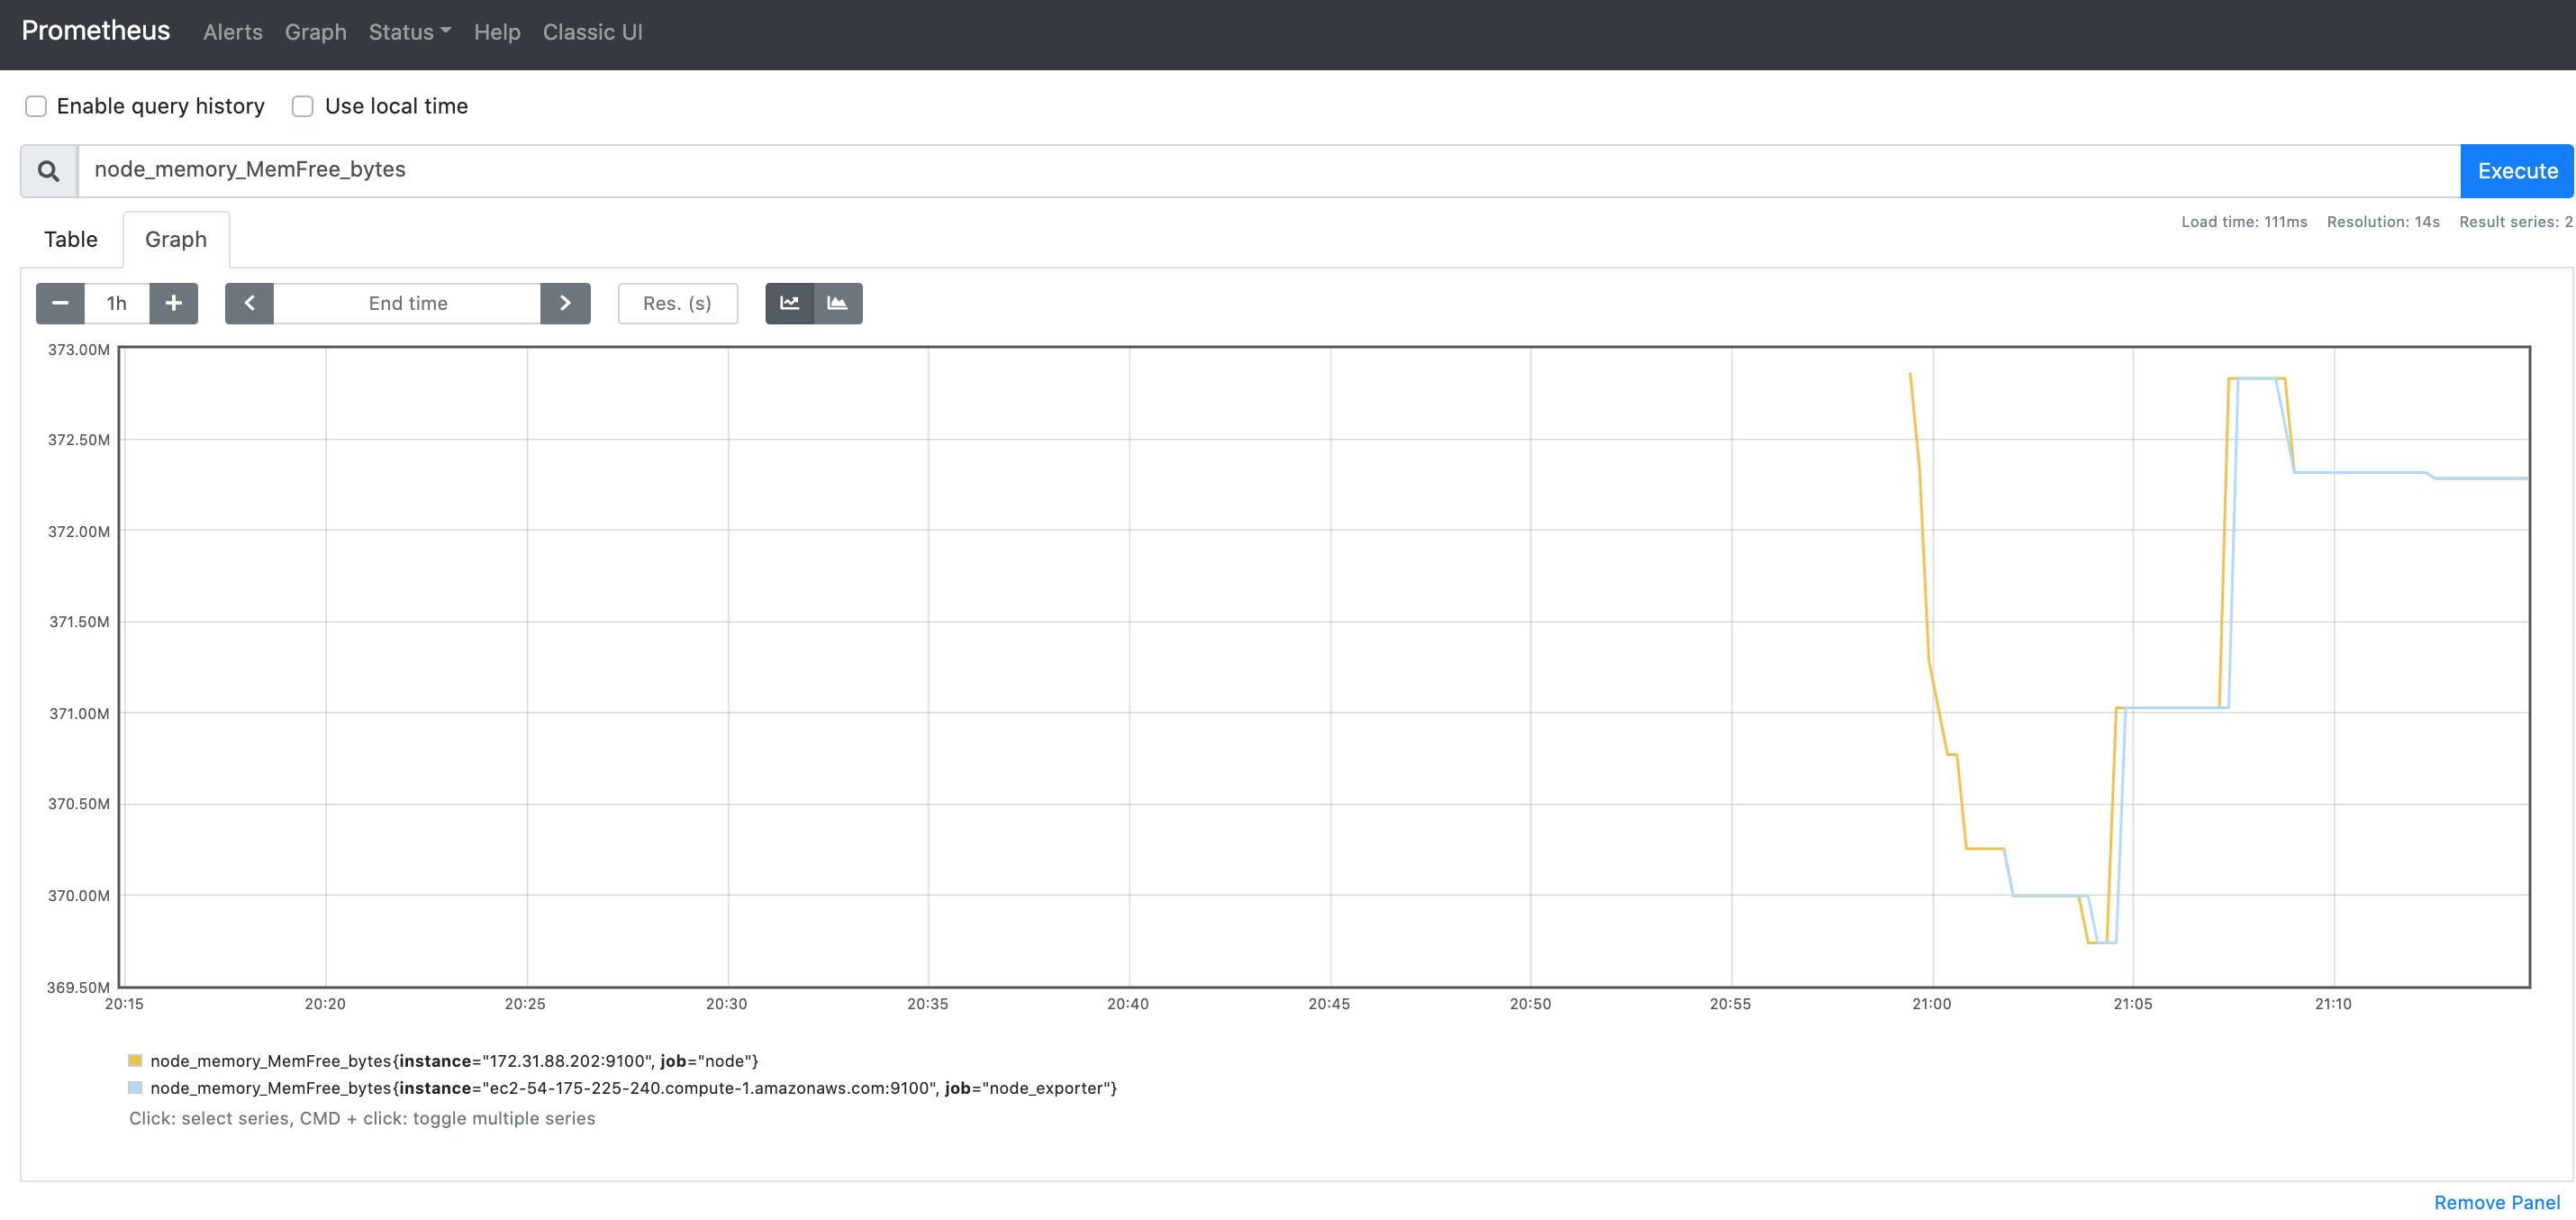 Prometheus Alerts Graph Status Help Classic UI
Enable query history Use local time
node_memory_MemFree_bytes Execute
Load time: 111ms Resolution: 14s Result series: 2
Table Graph
1h End time Res. (s)
373.00M
372.50M
372.00M
371.50M
371.00M
370.50M
370.00M
369.50M
20:15 20:20 20:25 20:30 20:35 20:40 20:45 20:50 20:55 21:00 21:05 21:10
node_memory_MemFree_bytes{instance="172.31.88.202:9100", job="node"}
node_memory_MemFree_bytes{instance="ec2-54-175-225-240.compute-1.amazonaws.com:9100", job="node_exporter"}
Click: select series, CMD + click: toggle multiple series
Remove Panel